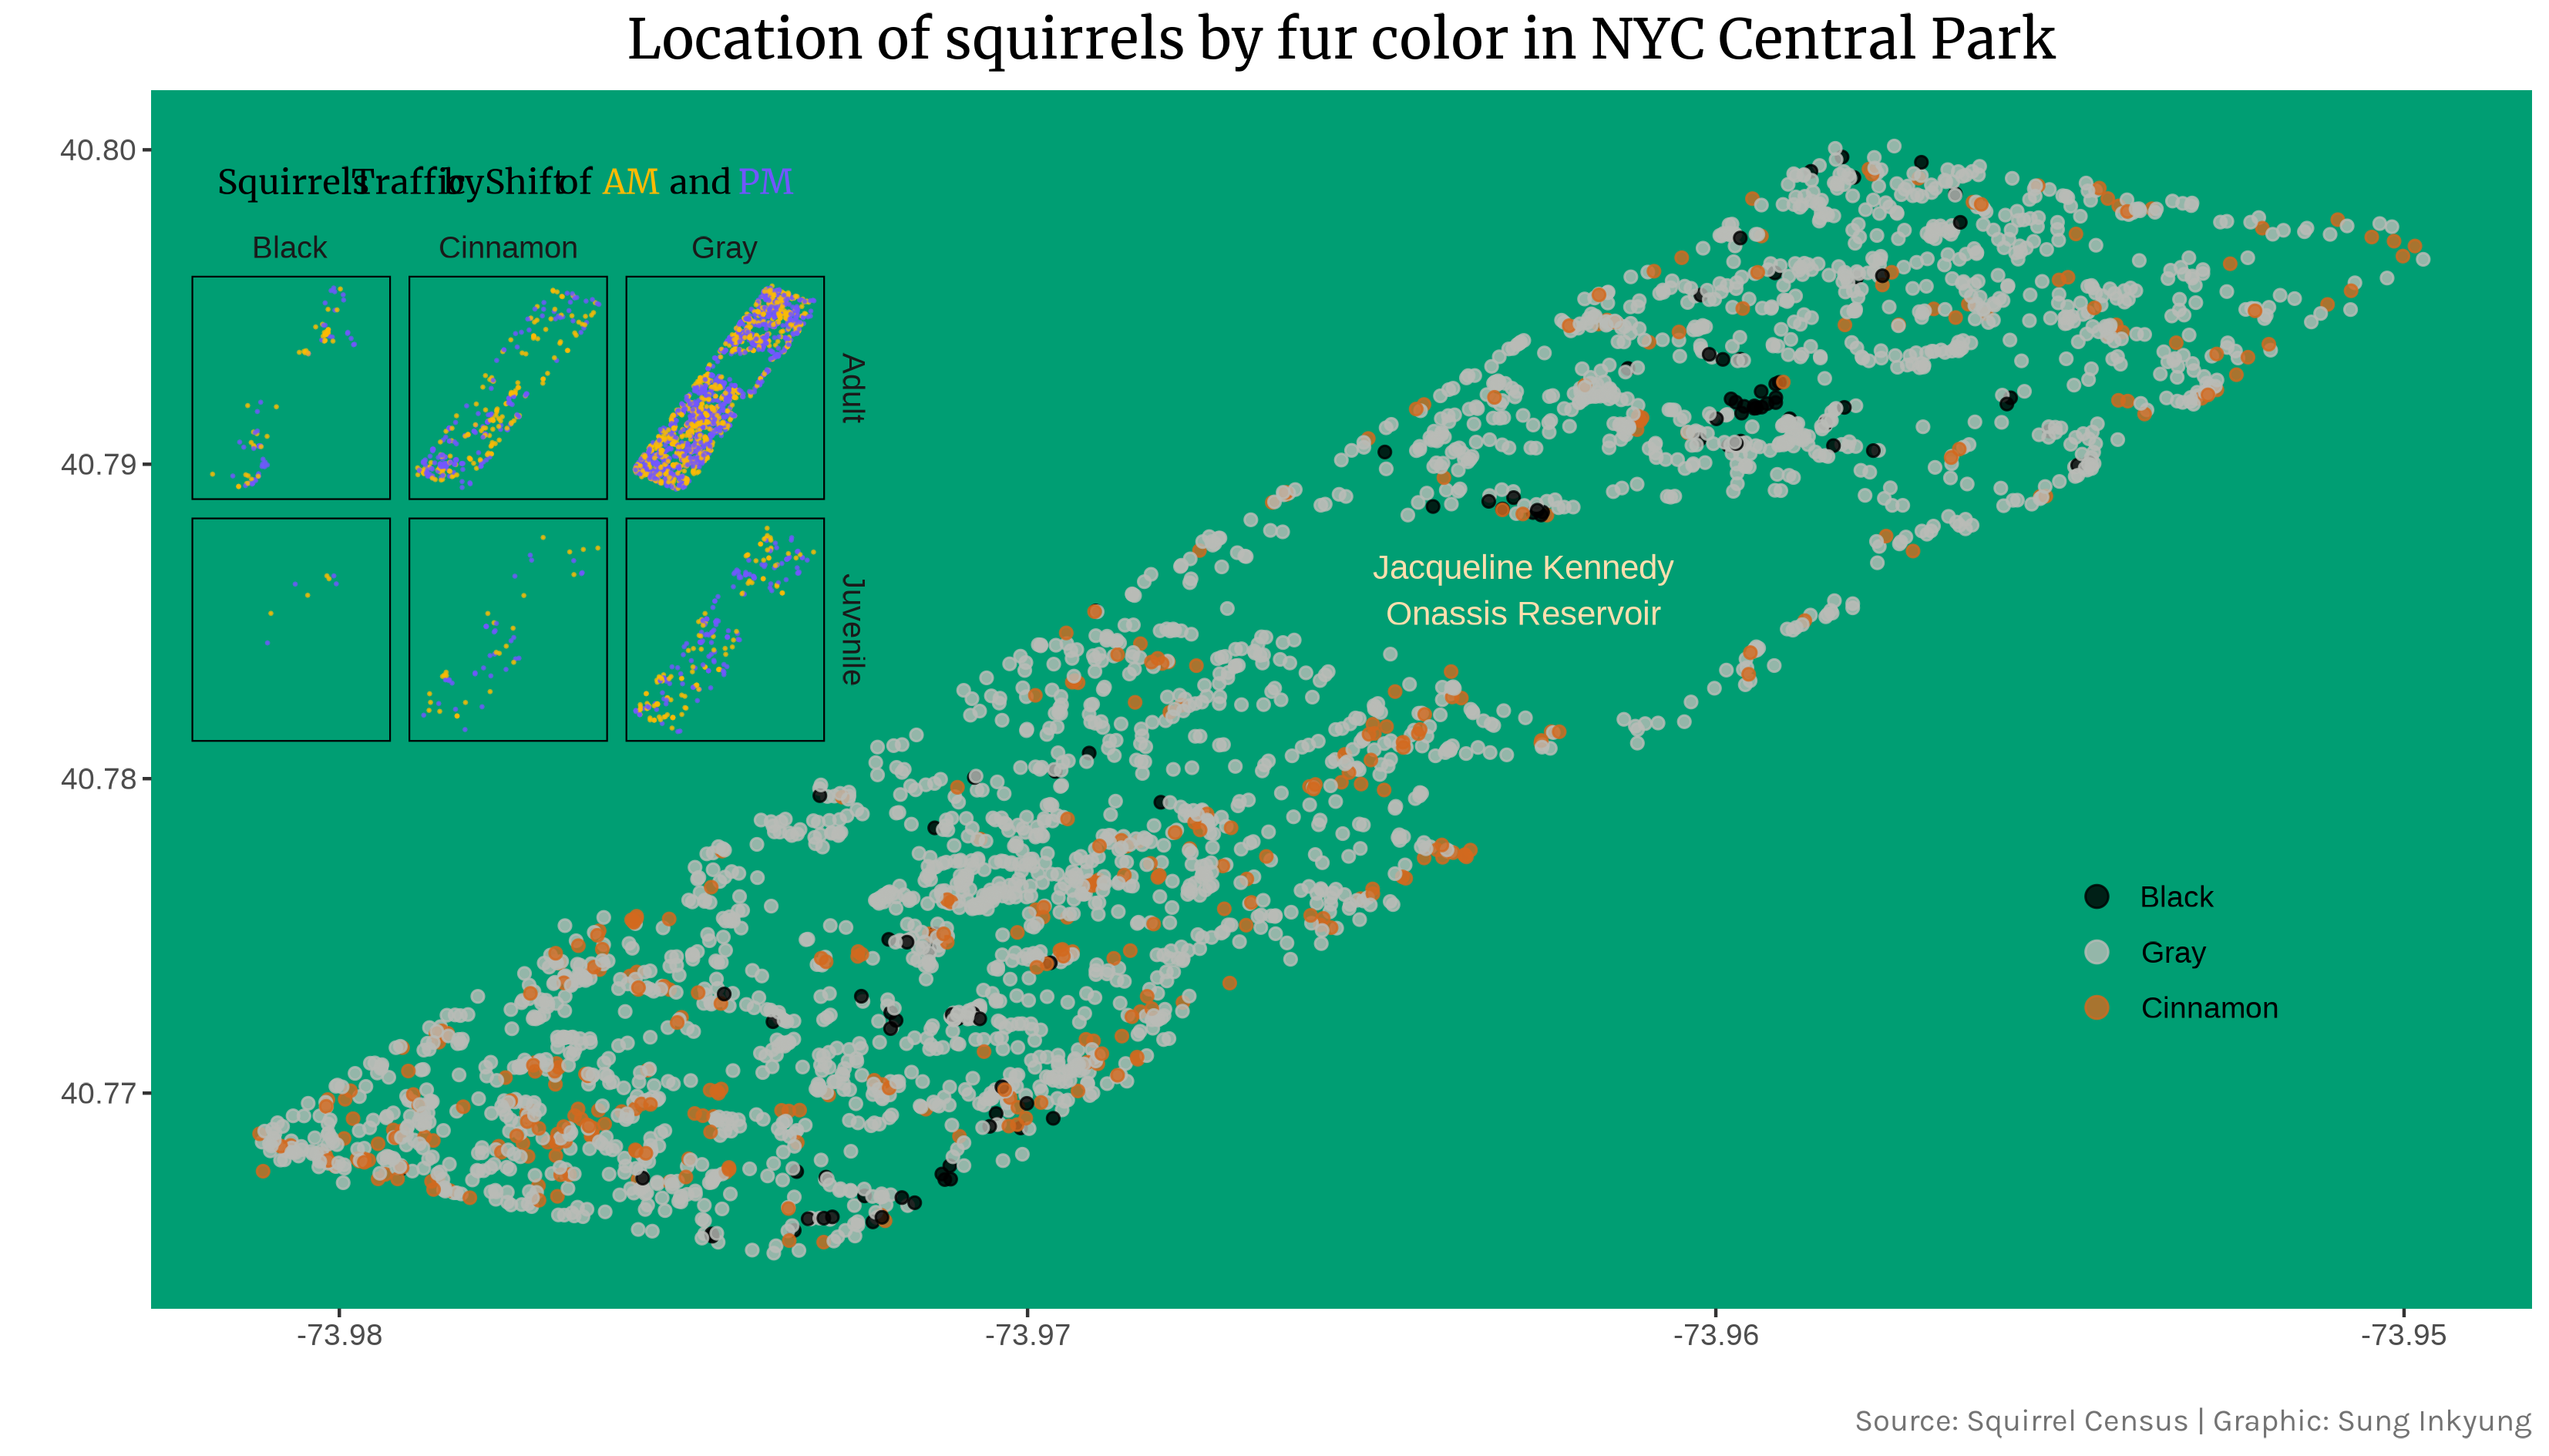 Location of squirrels by fur color in NYC Central Park
40.80
40.79
40.78
40.77
Squirrels Traffic by Shift of AM and PM
Black Cinnamon Gray
Adult
Juvenile
Jacqueline Kennedy
Onassis Reservoir
Black
Gray
Cinnamon
-73.98 -73.97 -73.96 -73.95
Source: Squirrel Census | Graphic: Sung Inkyung